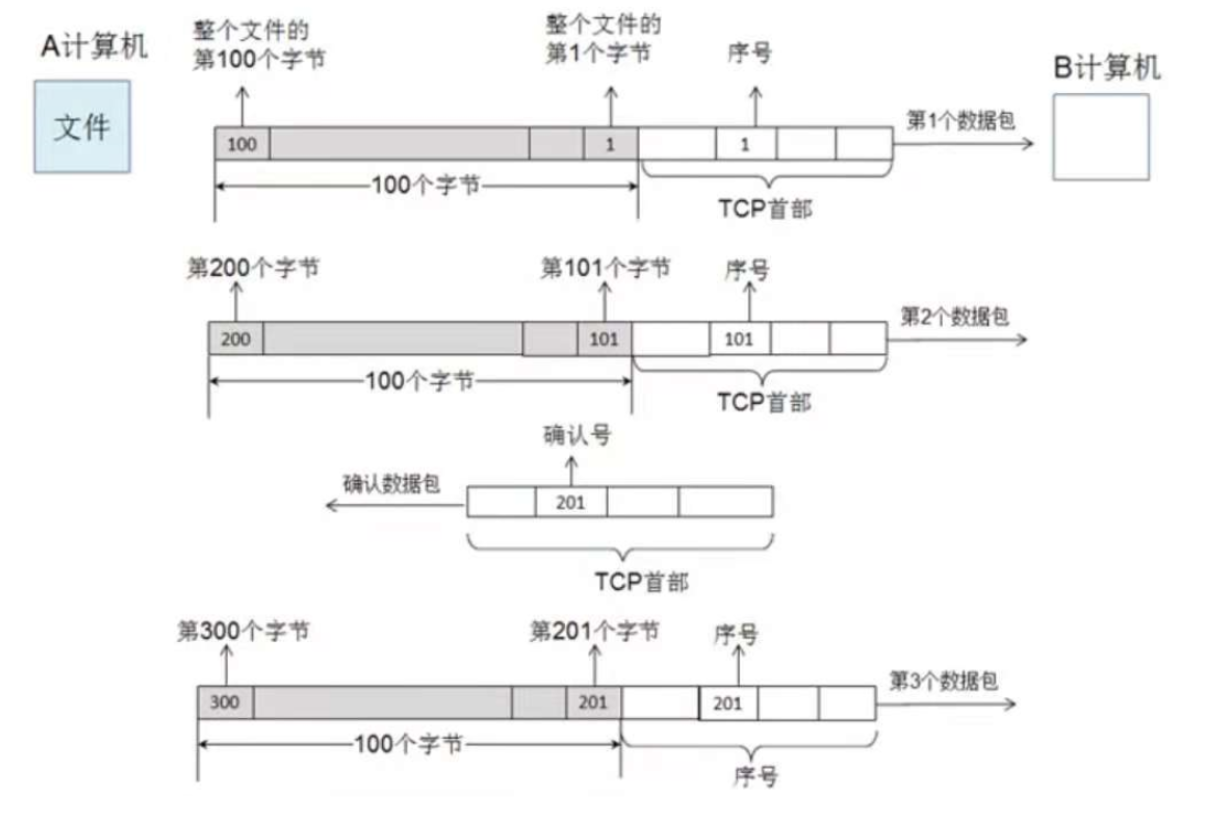 A计算机
文件
整个文件的
第100个字节
整个文件的
第1个字节
序号
B计算机
100
1
1
第1个数据包
100个字节
TCP首部
第200个字节
第101个字节
序号
200
101
101
第2个数据包
100个字节
TCP首部
确认号
确认数据包
201
TCP首部
第300个字节
第201个字节
序号
300
201
201
第3个数据包
100个字节
序号